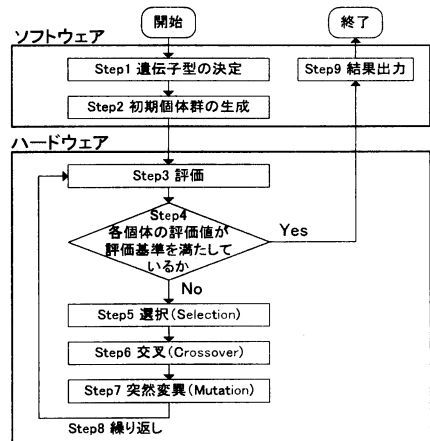 開始
終了
ソフトウェア
Step1 遺伝子型の決定
Step9 結果出力
Step2 初期個体群の生成
ハードウェア
Step3 評価
Step4
各個体の評価値が
評価基準を満たして
いるか
Yes
No
Step5 選択(Selection)
Step6 交叉(Crossover)
Step7 突然変異(Mutation)
Step8 繰り返し